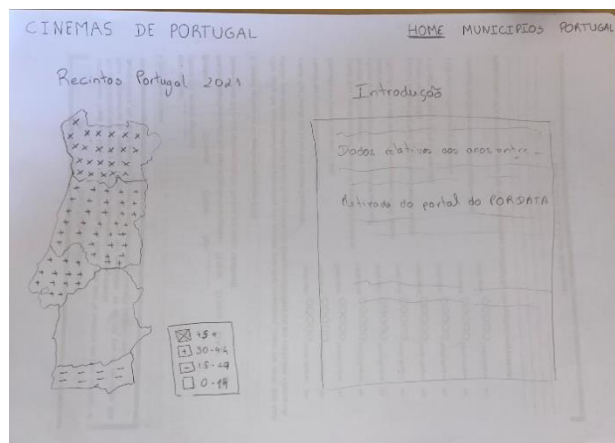 CINEMAS DE PORTUGAL
HOME MUNICIPIOS PORTUGAL
Recintos Portugal 2021
Introdução
Dados relativos aos anos entre
Retirado do portal do PORDATA
45+
30-44
15-29
0-14